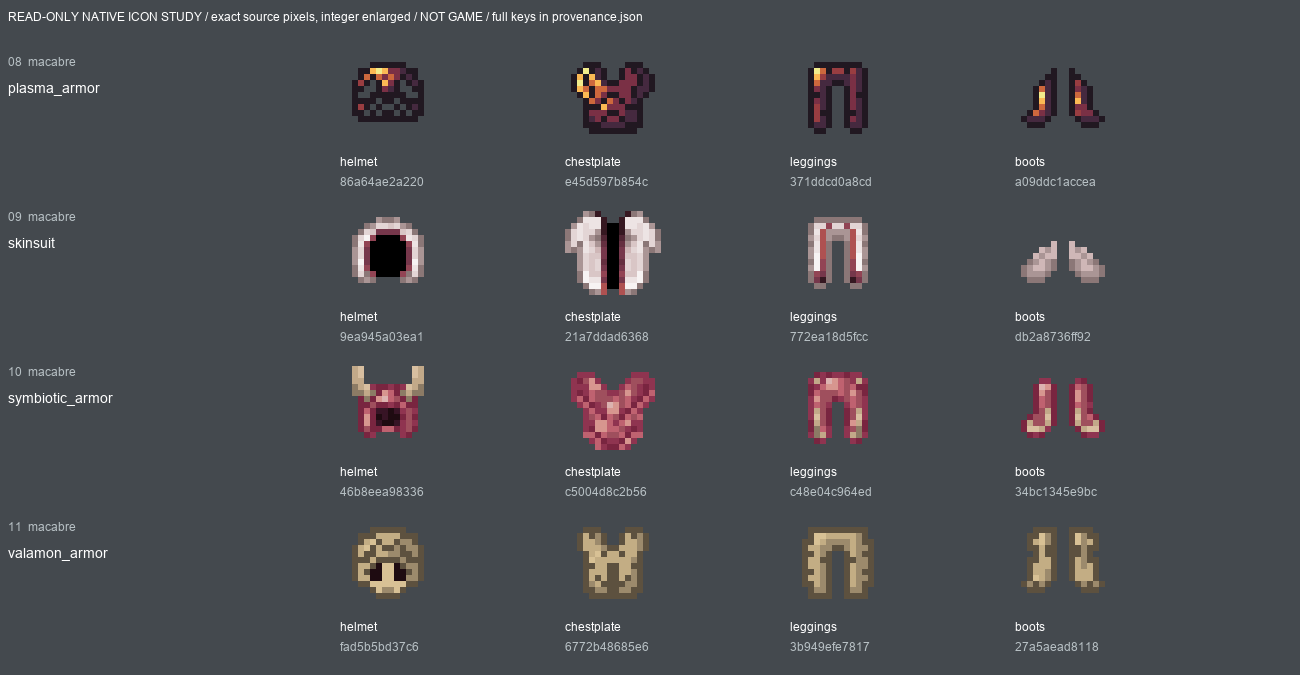 READ-ONLY NATIVE ICON STUDY / exact source pixels, integer enlarged / NOT GAME / full keys in provenance.json
08 macabre
plasma_armor
helmet chestplate leggings boots
86a64ae2a220 e45d597b854c 371ddcd0a8cd a09ddc1accea
09 macabre
skinsuit
helmet chestplate leggings boots
9ea945a03ea1 21a7ddad6368 772ea18d5fcc db2a8736ff92
10 macabre
symbiotic_armor
helmet chestplate leggings boots
46b8eea98336 c5004d8c2b56 c48e04c964ed 34bc1345e9bc
11 macabre
valamon_armor
helmet chestplate leggings boots
fad5b5bd37c6 6772b48685e6 3b949efe7817 27a5aead8118